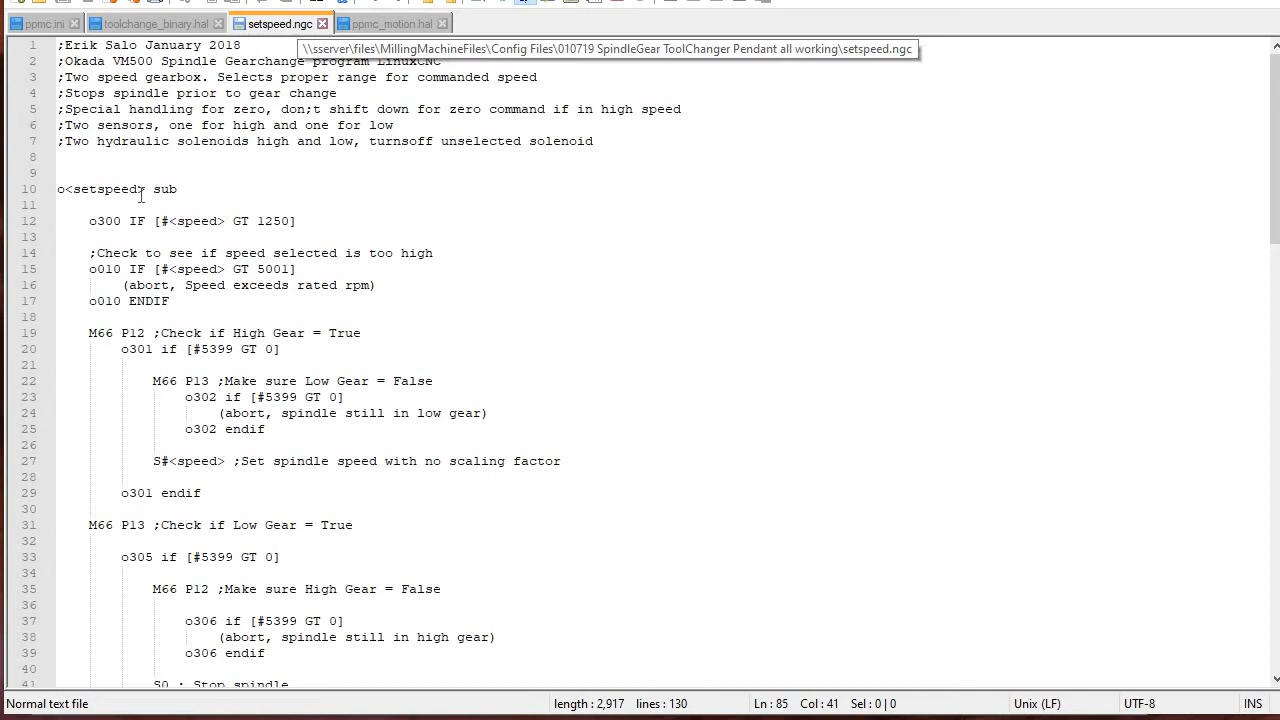 ppmc.ini
toolchange_binary.hal
setspeed.ngc
ppmc_motion.hal
1 ;Erik Salo January 2018
\\sserver\files\MillingMachineFiles\Config Files\010719 SpindleGear ToolChanger Pendant all working\setspeed.ngc
2 ;Okada VM500 Spindle Gearchange program LinuxCNC
3 ;Two speed gearbox. Selects proper range for commanded speed
4 ;Stops spindle prior to gear change
5 ;Special handling for zero, don;t shift down for zero command if in high speed
6 ;Two sensors, one for high and one for low
7 ;Two hydraulic solenoids high and low, turnsoff unselected solenoid
8
9
10 o<setspeed> sub
11
12 o300 IF [#<speed> GT 1250]
13
14 ;Check to see if speed selected is too high
15 o010 IF [#<speed> GT 5001]
16 (abort, Speed exceeds rated rpm)
17 o010 ENDIF
18
19 M66 P12 ;Check if High Gear = True
20 o301 if [#5399 GT 0]
21
22 M66 P13 ;Make sure Low Gear = False
23 o302 if [#5399 GT 0]
24 (abort, spindle still in low gear)
25 o302 endif
26
27 S#<speed> ;Set spindle speed with no scaling factor
28
29 o301 endif
30
31 M66 P13 ;Check if Low Gear = True
32
33 o305 if [#5399 GT 0]
34
35 M66 P12 ;Make sure High Gear = False
36
37 o306 if [#5399 GT 0]
38 (abort, spindle still in high gear)
39 o306 endif
40
41 S0 ; Stop spindle
Normal text file length : 2,917 lines : 130 Ln : 85 Col : 41 Sel : 0 | 0 Unix (LF) UTF-8 INS